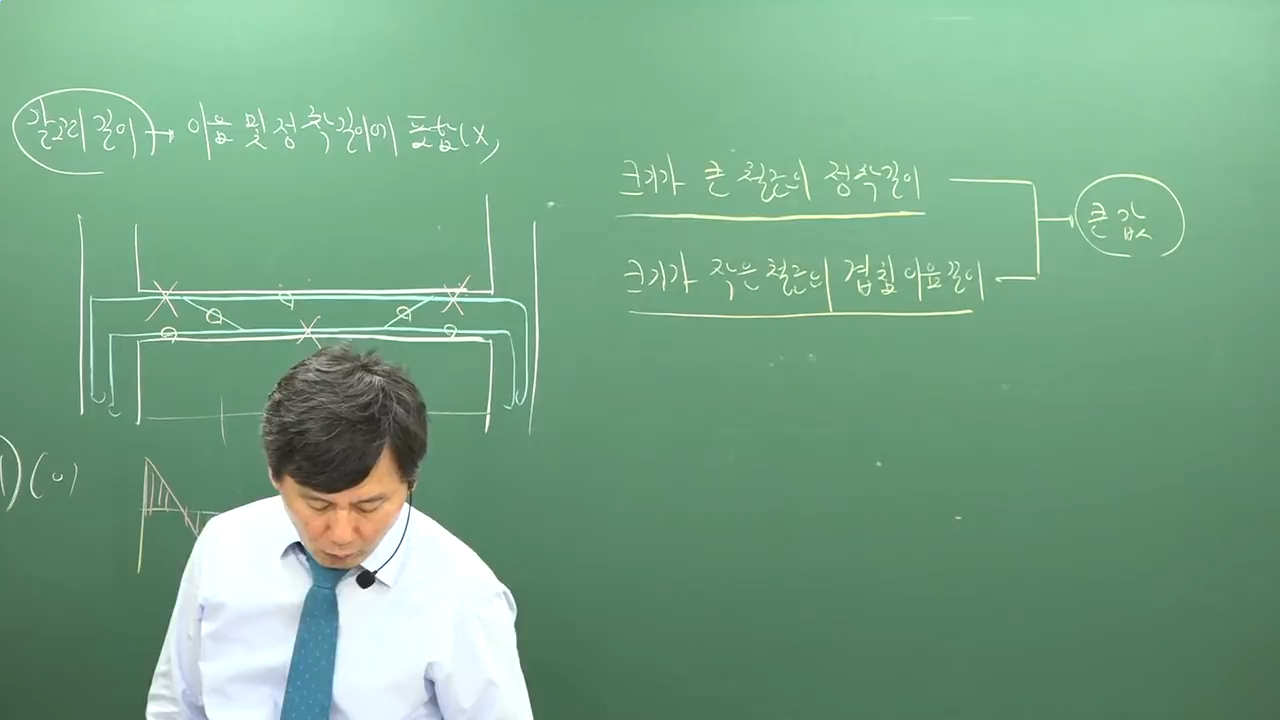 갈고리 길이 → 이음 및 정착길이에 포함(X)
크기가 큰 철근의 정착길이
큰 값
크기가 작은 철근의 겹칩이음길이
1) (o)